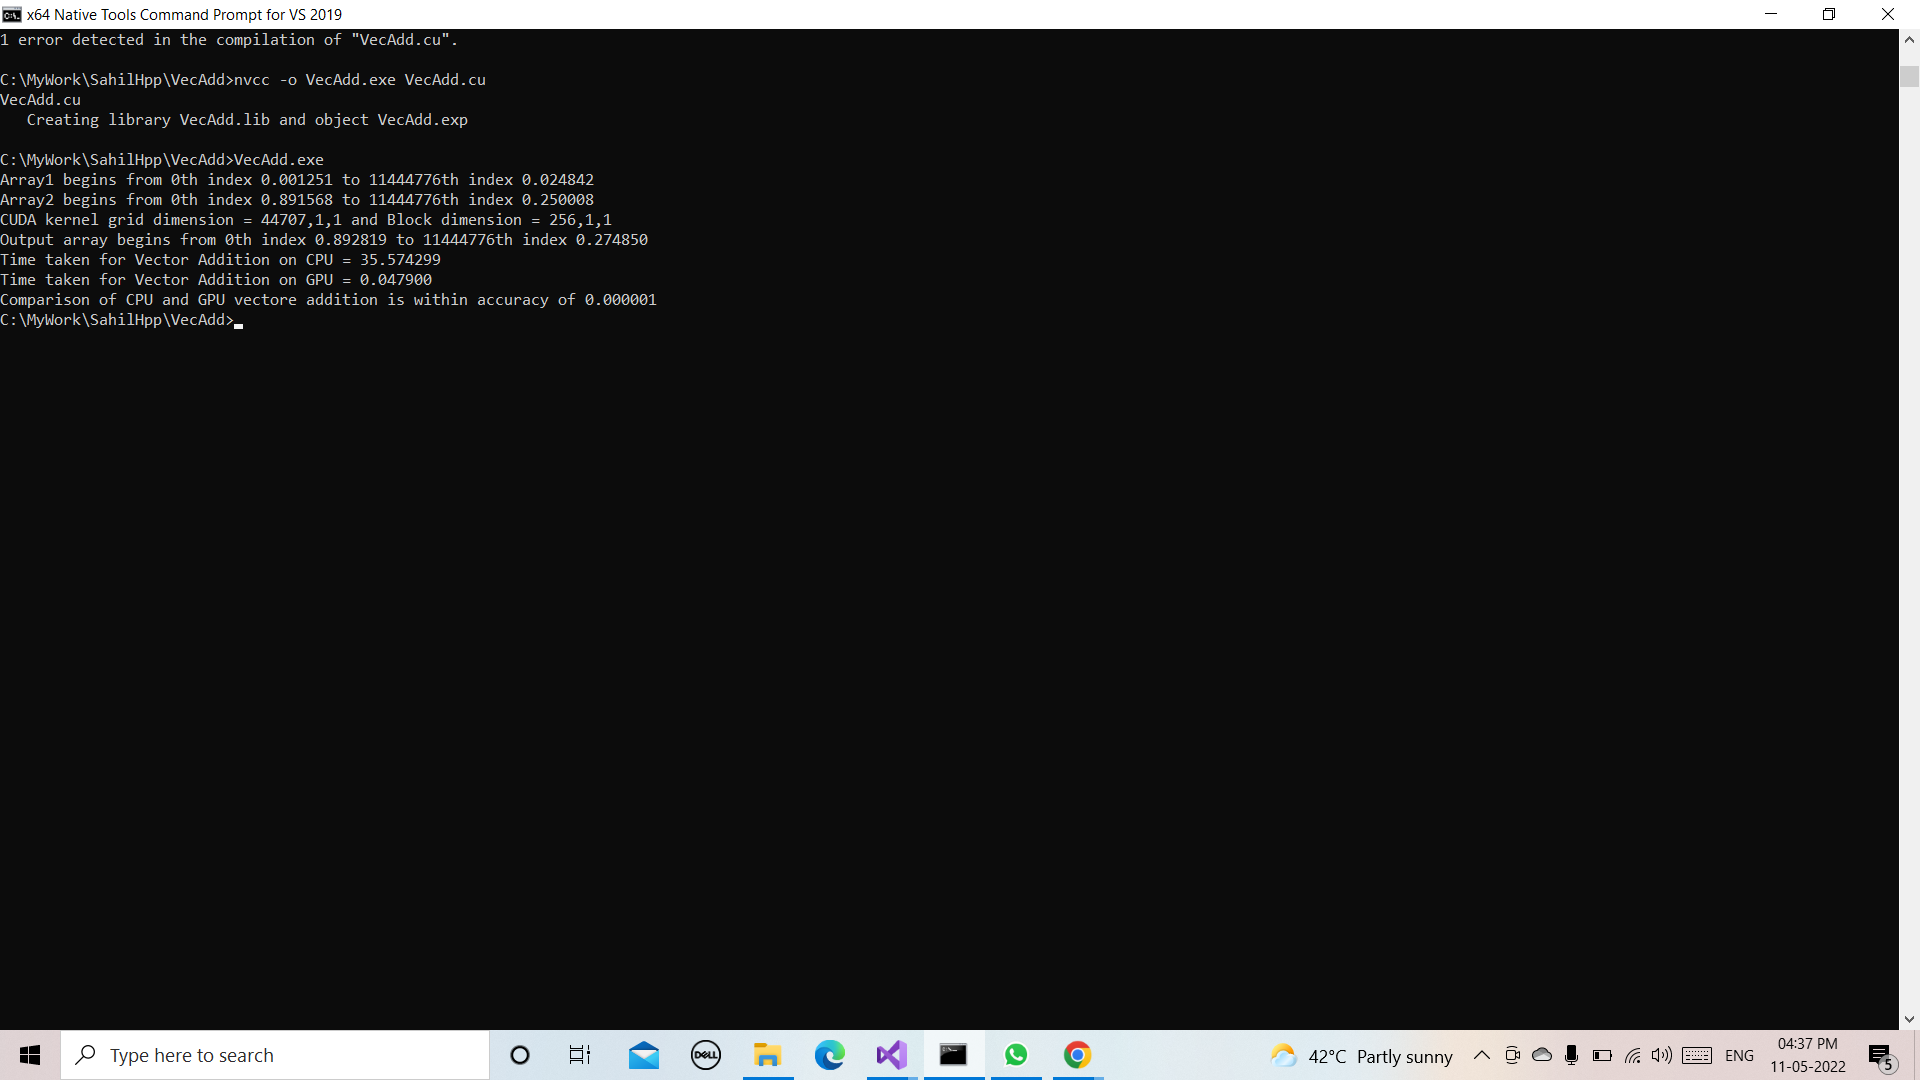 x64 Native Tools Command Prompt for VS 2019
1 error detected in the compilation of "VecAdd.cu".
C:\MyWork\SahilHpp\VecAdd>nvcc -o VecAdd.exe VecAdd.cu
VecAdd.cu
   Creating library VecAdd.lib and object VecAdd.exp
C:\MyWork\SahilHpp\VecAdd>VecAdd.exe
Array1 begins from 0th index 0.001251 to 11444776th index 0.024842
Array2 begins from 0th index 0.891568 to 11444776th index 0.250008
CUDA kernel grid dimension = 44707,1,1 and Block dimension = 256,1,1
Output array begins from 0th index 0.892819 to 11444776th index 0.274850
Time taken for Vector Addition on CPU = 35.574299
Time taken for Vector Addition on GPU = 0.047900
Comparison of CPU and GPU vectore addition is within accuracy of 0.000001
C:\MyWork\SahilHpp\VecAdd>
Type here to search
DELL
42°C Partly sunny
ENG
04:37 PM
11-05-2022
5